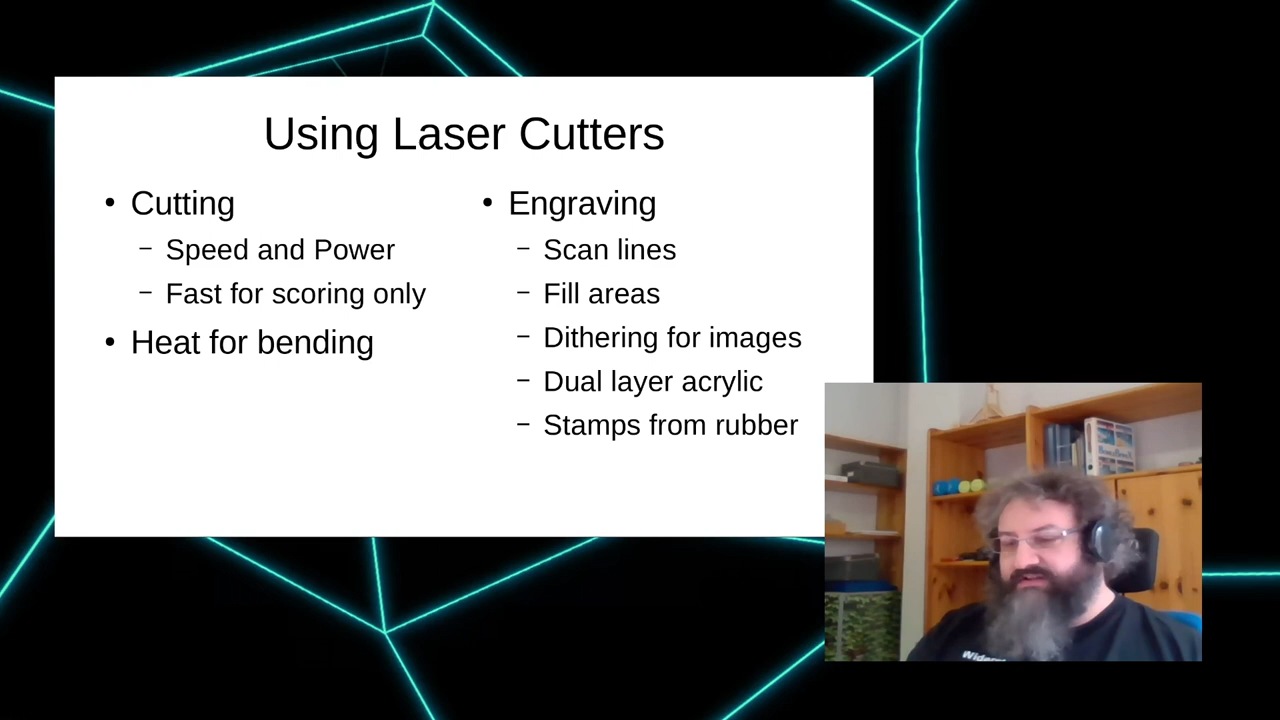 Using Laser Cutters
• Cutting
– Speed and Power
– Fast for scoring only
• Heat for bending
• Engraving
– Scan lines
– Fill areas
– Dithering for images
– Dual layer acrylic
– Stamps from rubber